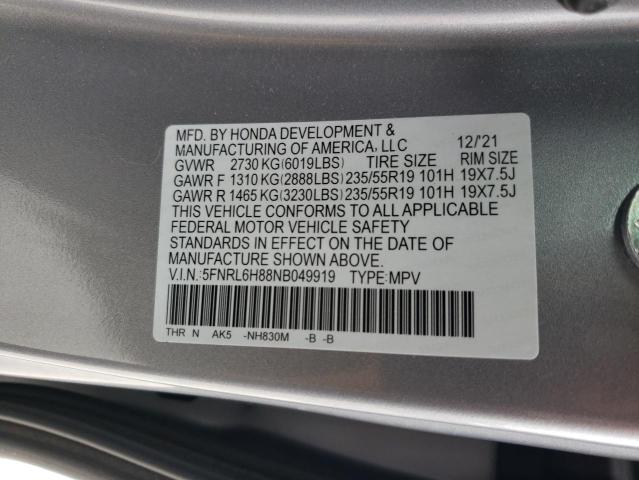 MFD. BY HONDA DEVELOPMENT &
MANUFACTURING OF AMERICA, LLC 12/'21
GVWR 2730 KG(6019LBS) TIRE SIZE RIM SIZE
GAWR F 1310 KG(2888LBS) 235/55R19 101H 19X7.5J
GAWR R 1465 KG(3230LBS) 235/55R19 101H 19X7.5J
THIS VEHICLE CONFORMS TO ALL APPLICABLE
FEDERAL MOTOR VEHICLE SAFETY
STANDARDS IN EFFECT ON THE DATE OF
MANUFACTURE SHOWN ABOVE.
V.I.N.:5FNRL6H88NB049919 TYPE:MPV
THR N AK5 -NH830M -B -B